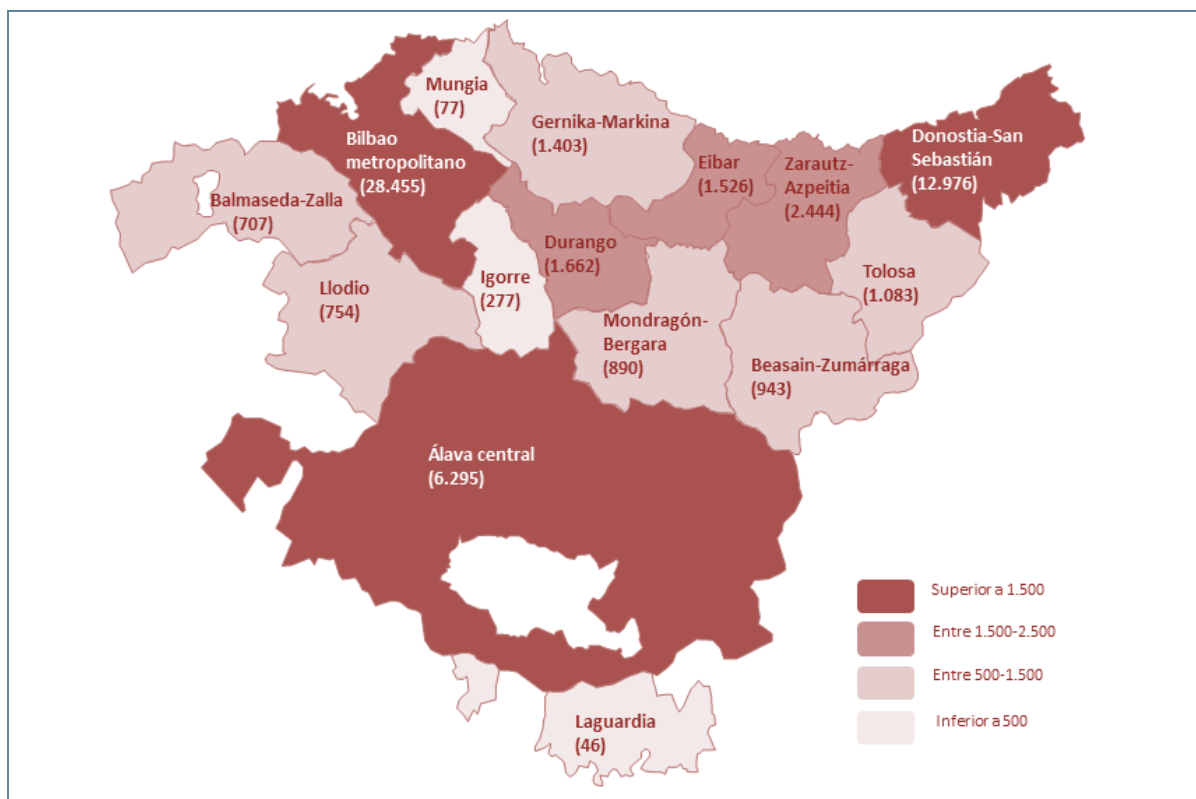 Mungia
(77)
Gernika-Markina
(1.403)
Bilbao
metropolitano
(28.455)
Donostia-San
Sebastián
(12.976)
Eibar
(1.526)
Zarautz-
Azpeitia
(2.444)
Balmaseda-Zalla
(707)
Durango
(1.662)
Igorre
(277)
Llodio
(754)
Tolosa
(1.083)
Mondragón-
Bergara
(890)
Beasain-Zumárraga
(943)
Álava central
(6.295)
Laguardia
(46)
Superior a 1.500
Entre 1.500-2.500
Entre 500-1.500
Inferior a 500